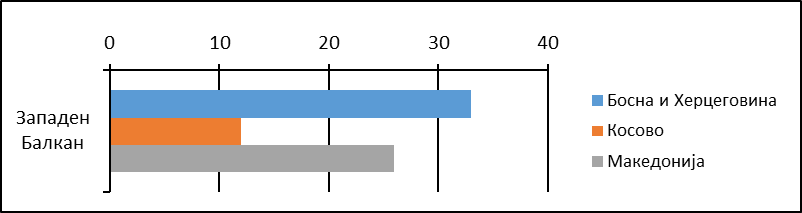 0 10 20 30 40
Западен
Балкан
Босна и Херцеговина
Косово
Македонија